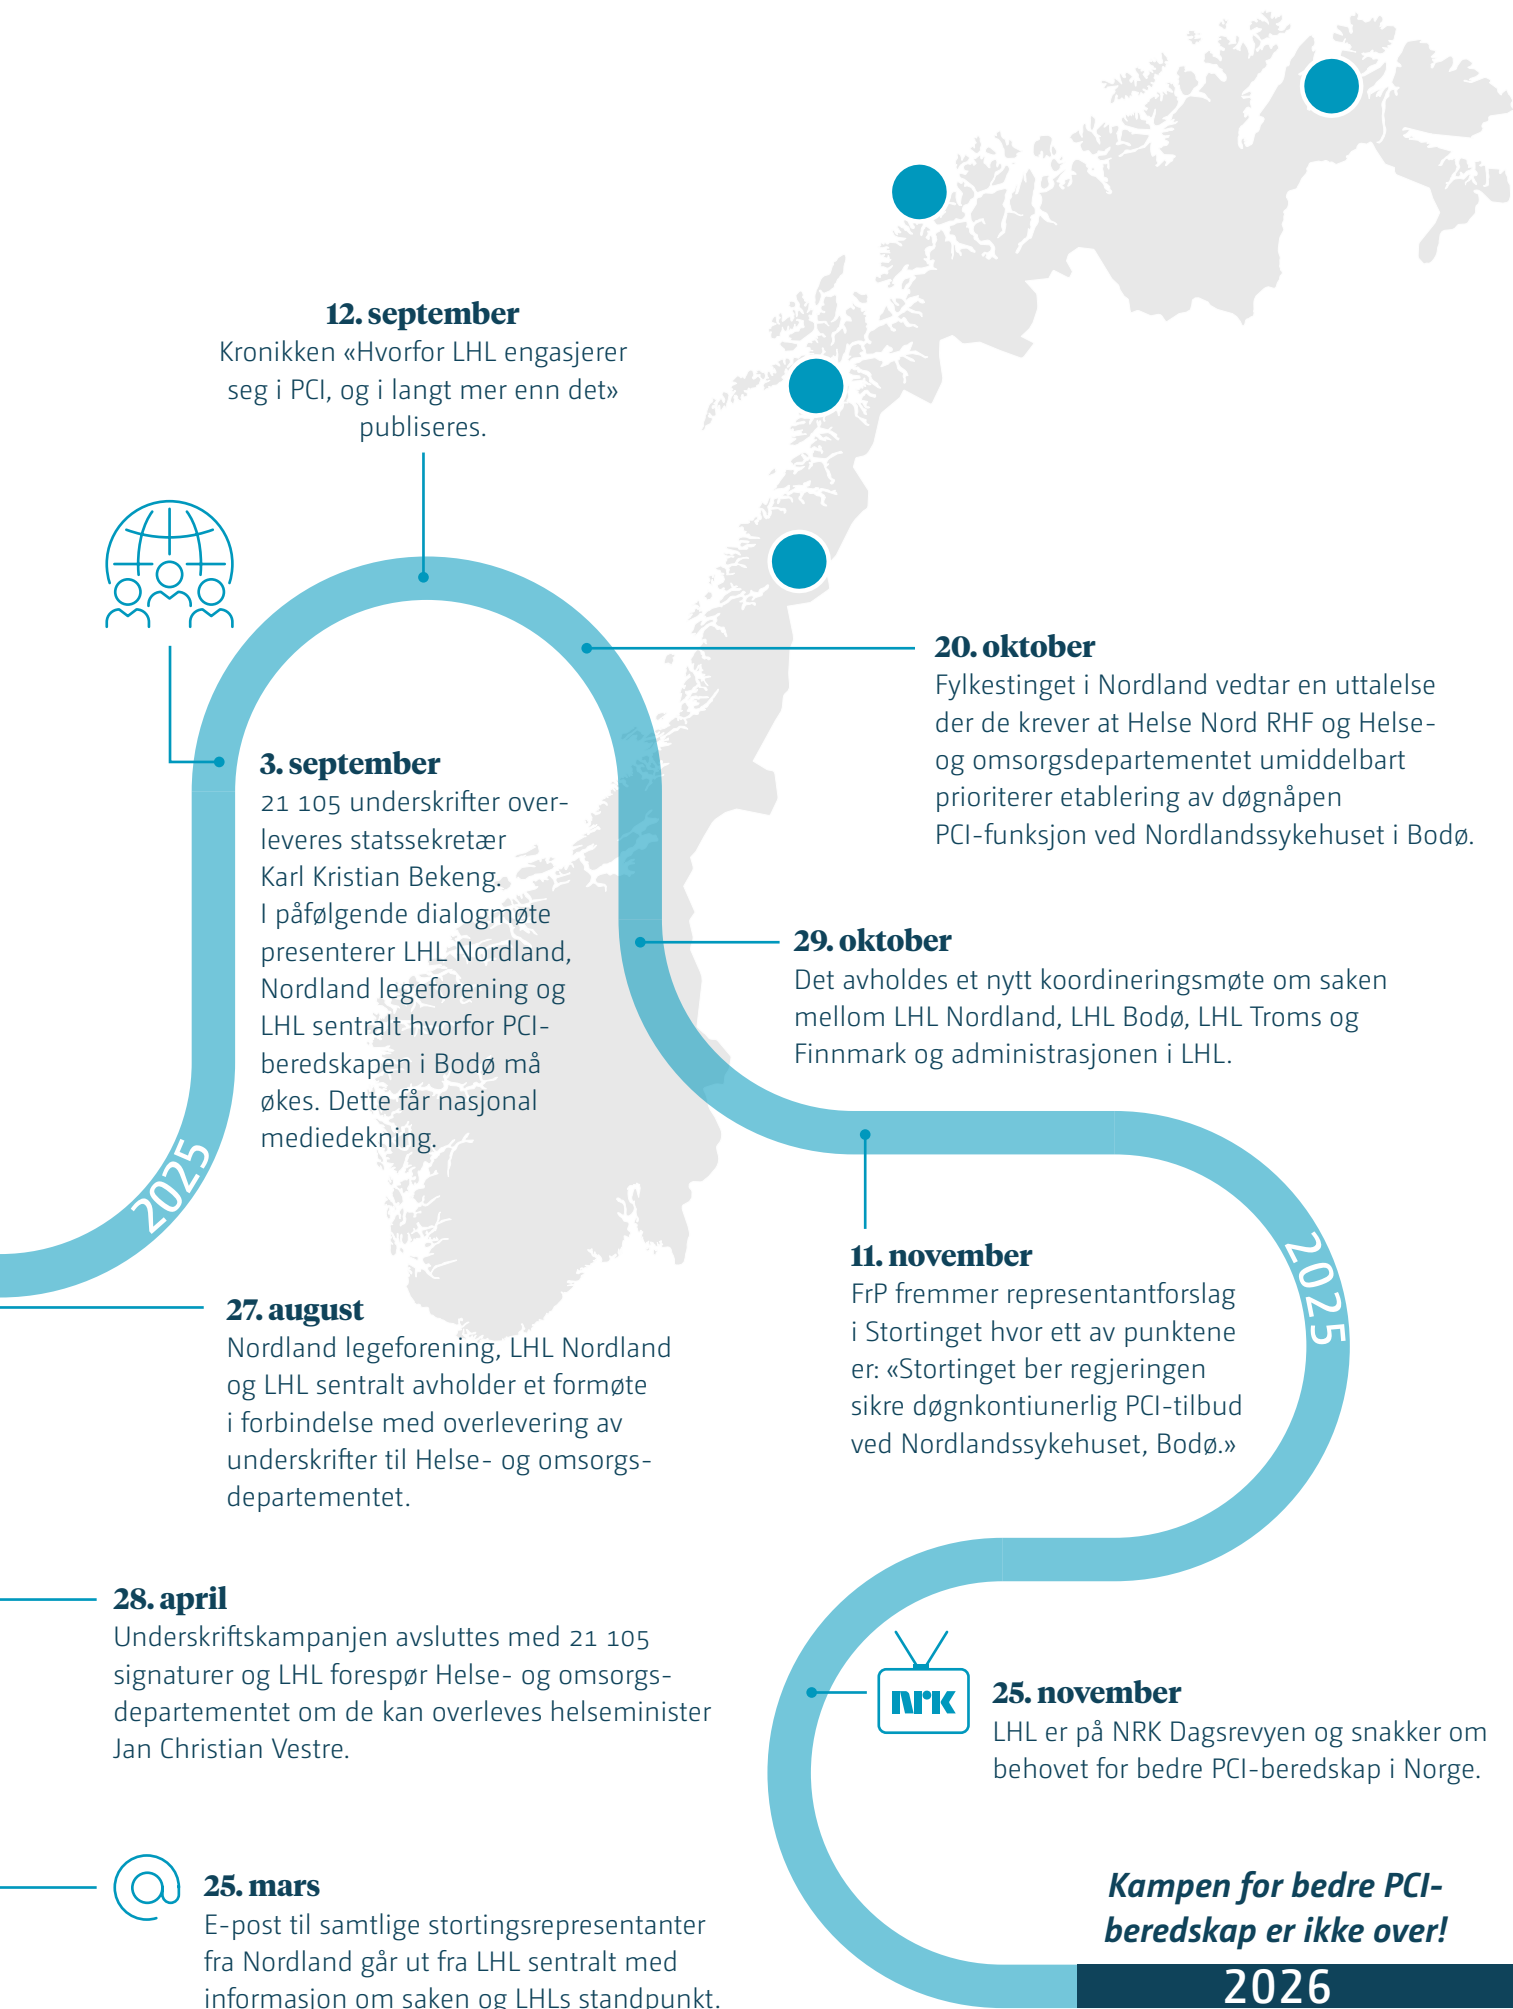 12. september
Kronikken «Hvorfor LHL engasjerer
seg i PCI, og i langt mer enn det»
publiseres.
20. oktober
Fylkestinget i Nordland vedtar en uttalelse
der de krever at Helse Nord RHF og Helse-
og omsorgsdepartementet umiddelbart
prioriterer etablering av døgnåpen
PCI-funksjon ved Nordlandssykehuset i Bodø.
3. september
21 105 underskrifter over-
leveres statssekretær
Karl Kristian Bekeng.
I påfølgende dialogmøte
presenterer LHL Nordland,
Nordland legeforening og
LHL sentralt hvorfor PCI-
beredskapen i Bodø må
økes. Dette får nasjonal
mediedekning.
29. oktober
Det avholdes et nytt koordineringsmøte om saken
mellom LHL Nordland, LHL Bodø, LHL Troms og
Finnmark og administrasjonen i LHL.
2025
11. november
FrP fremmer representantforslag
i Stortinget hvor ett av punktene
er: «Stortinget ber regjeringen
sikre døgnkontiunerlig PCI-tilbud
ved Nordlandssykehuset, Bodø.»
2025
27. august
Nordland legeforening, LHL Nordland
og LHL sentralt avholder et formøte
i forbindelse med overlevering av
underskrifter til Helse- og omsorgs-
departementet.
28. april
Underskriftskampanjen avsluttes med 21 105
signaturer og LHL forespør Helse- og omsorgs-
departementet om de kan overleves helseminister
Jan Christian Vestre.
NRK
25. november
LHL er på NRK Dagsrevyen og snakker om
behovet for bedre PCI-beredskap i Norge.
25. mars
E-post til samtlige stortingsrepresentanter
fra Nordland går ut fra LHL sentralt med
informasjon om saken og LHLs standpunkt.
Kampen for bedre PCI-
beredskap er ikke over!
2026